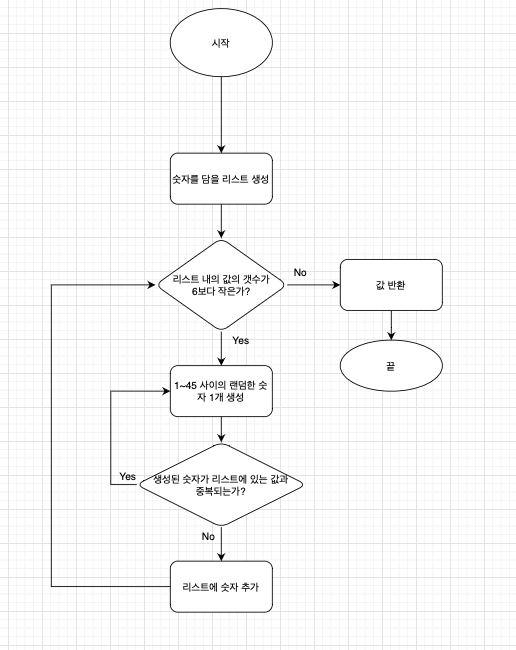 시작
숫자를 담을 리스트 생성
리스트 내의 값의 갯수가
6보다 작은가?
No
값 반환
끝
Yes
1~45 사이의 랜덤한 숫
자 1개 생성
생성된 숫자가 리스트에 있는 값과
중복되는가?
Yes
No
리스트에 숫자 추가